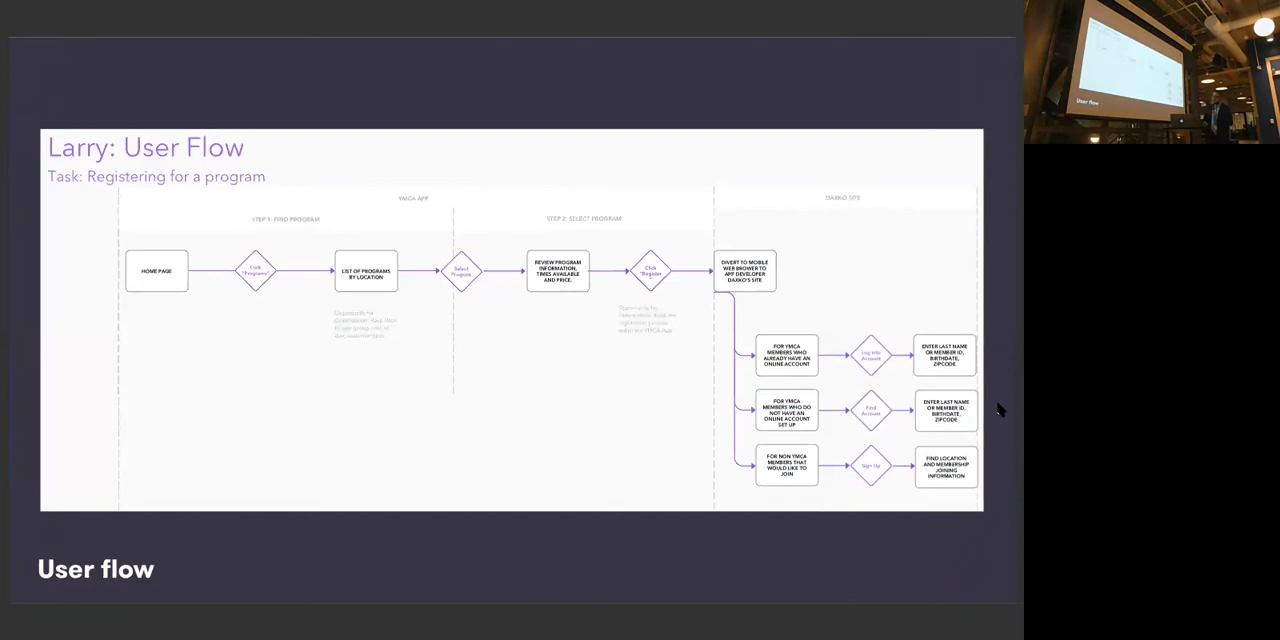 Larry: User Flow
Task: Registering for a program
YMCA APP
DARKO SITE
STEP 1: FIND PROGRAM
STEP 2: SELECT PROGRAM
HOME PAGE
Click
"Programs"
LIST OF PROGRAMS
BY LOCATION
Select
Program
REVIEW PROGRAM
INFORMATION,
TIMES AVAILABLE
AND PRICE.
Click
"Register
"
DIVERT TO MOBILE
WEB BROWER TO
APP DEVELOPER
DARKO'S SITE
FOR YMCA
MEMBERS WHO
ALREADY HAVE AN
ONLINE ACCOUNT
Log into
Account
ENTER LAST NAME
OR MEMBER ID,
BIRTHDATE,
ZIPCODE
FOR YMCA
MEMBERS WHO DO
NOT HAVE AN
ONLINE ACCOUNT
SET UP
Find
Account
ENTER LAST NAME
OR MEMBER ID,
BIRTHDATE,
ZIPCODE
FOR NON YMCA
MEMBERS THAT
WOULD LIKE TO
JOIN
Sign Up
FIND LOCATION
AND MEMBERSHIP
JOINING
INFORMATION
User flow
User flow